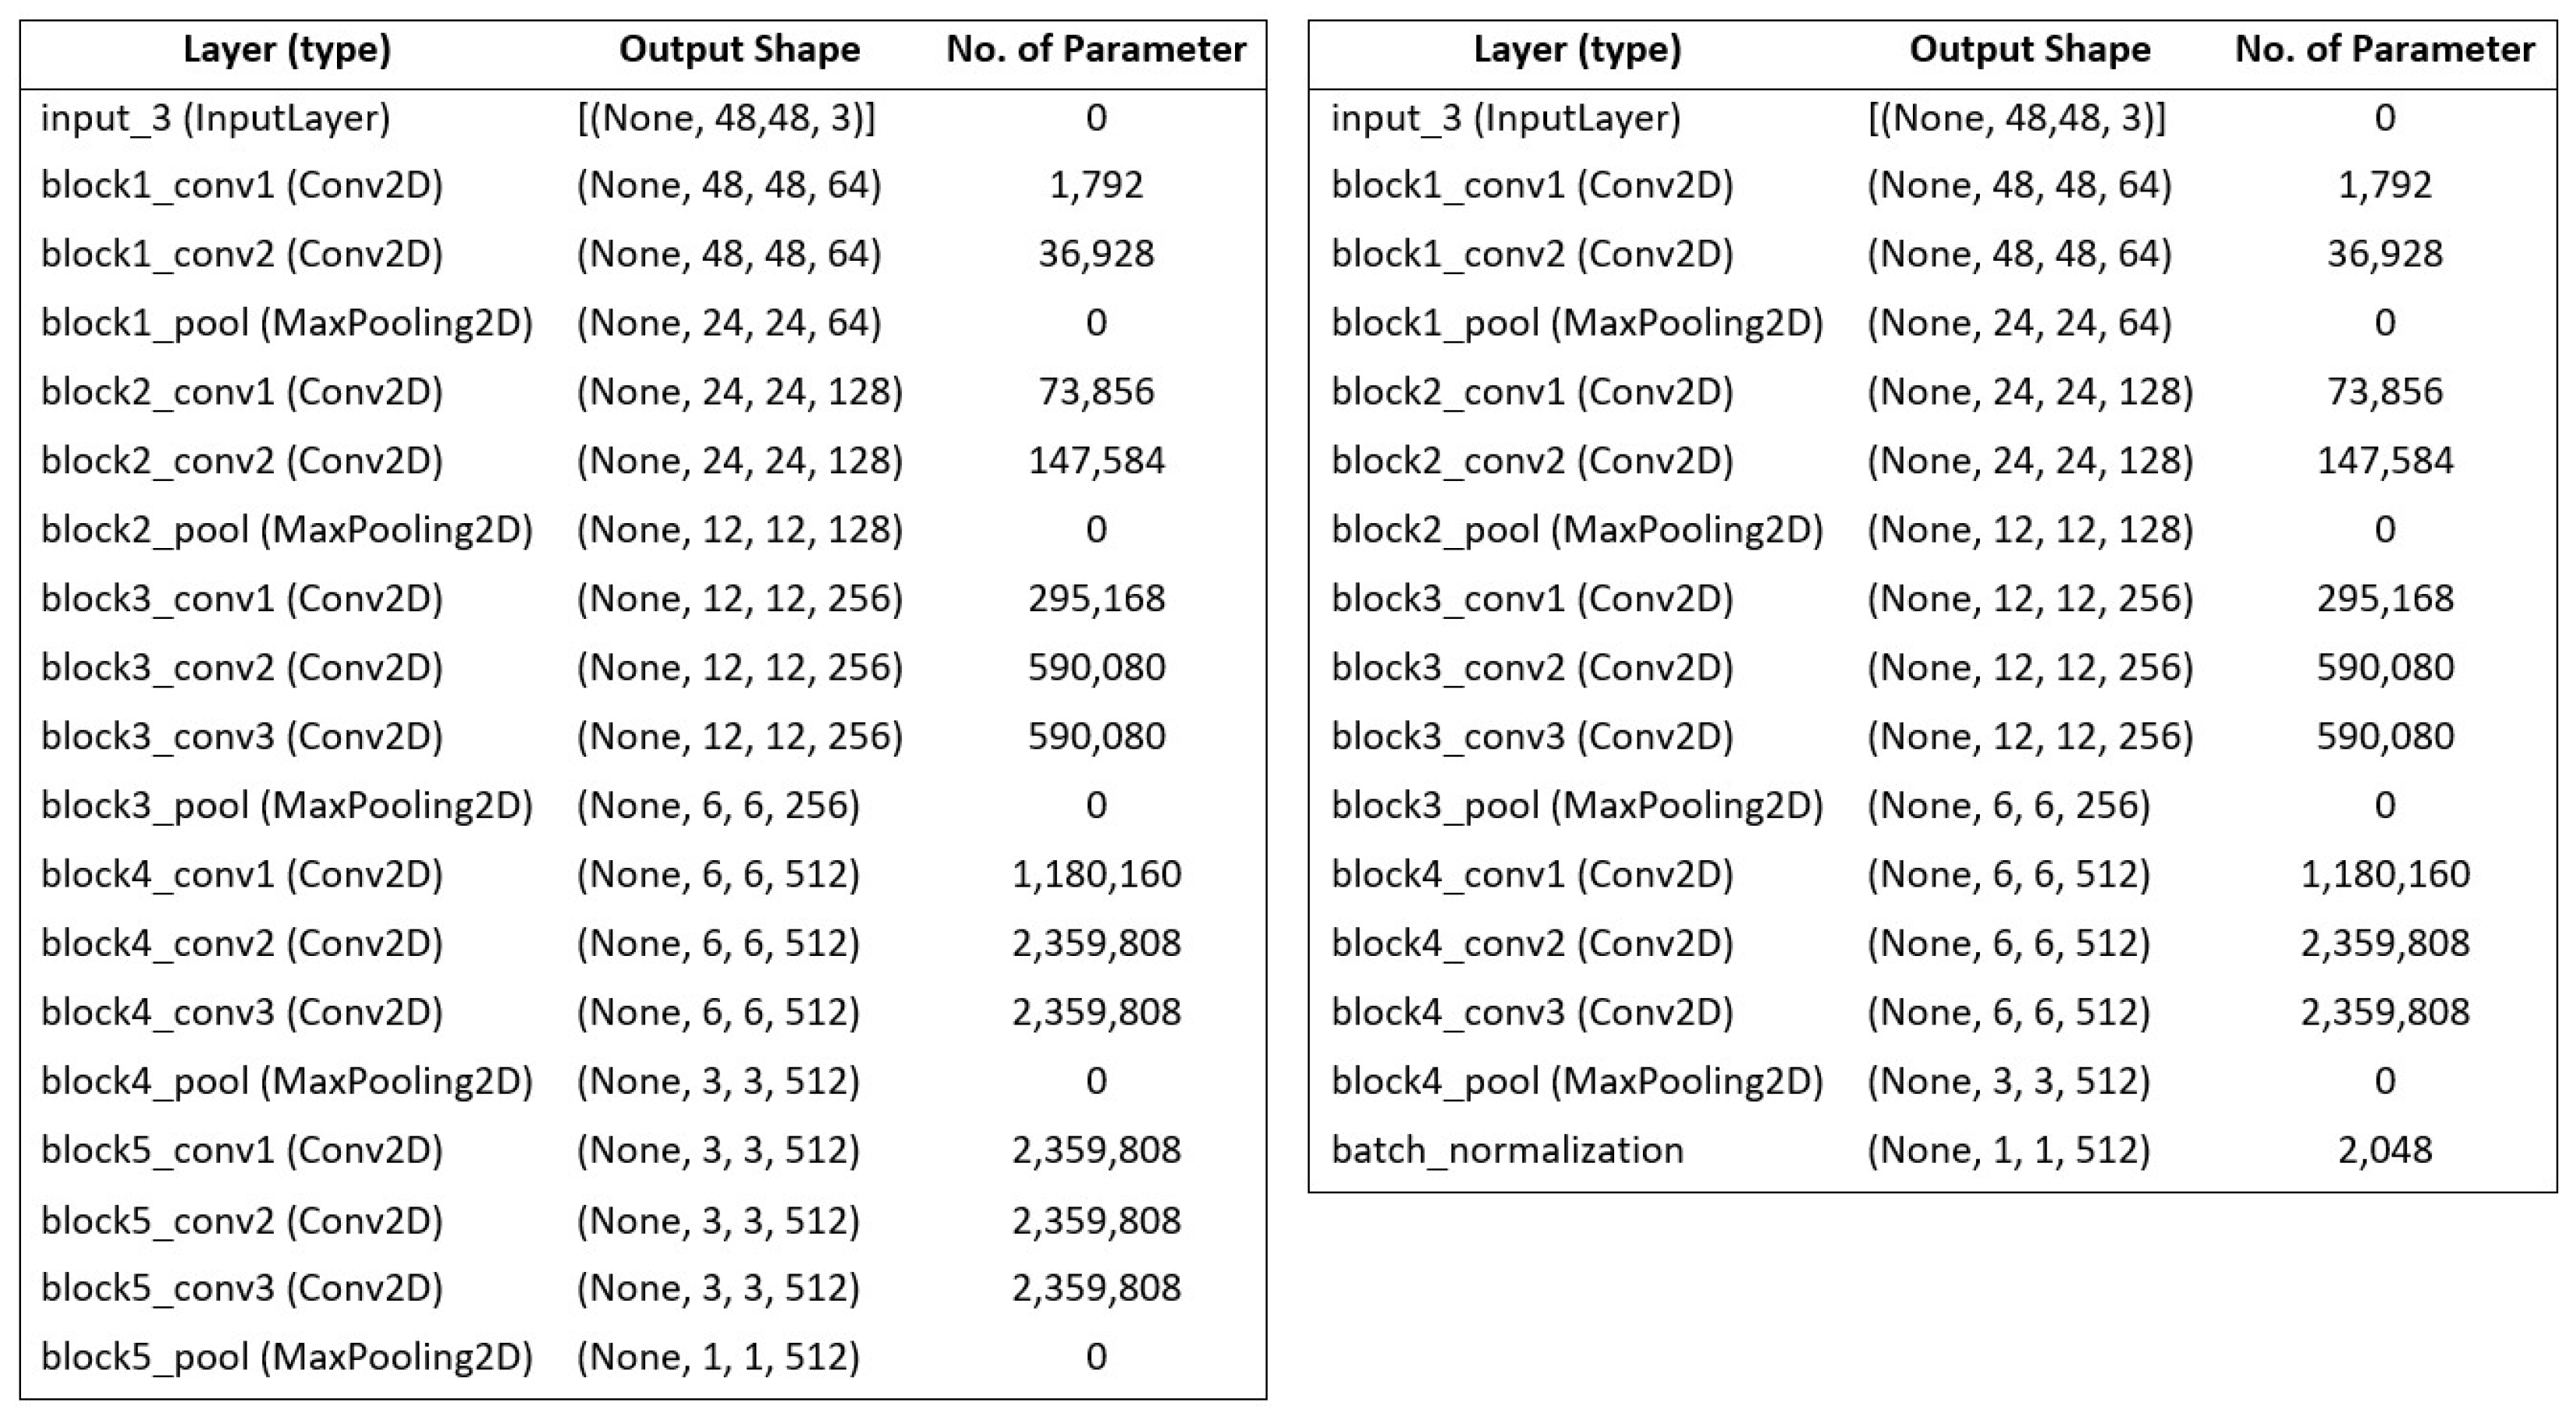 Layer (type) Output Shape No. of Parameter
input_3 (InputLayer) [(None, 48,48, 3)] 0
block1_conv1 (Conv2D) (None, 48, 48, 64) 1,792
block1_conv2 (Conv2D) (None, 48, 48, 64) 36,928
block1_pool (MaxPooling2D) (None, 24, 24, 64) 0
block2_conv1 (Conv2D) (None, 24, 24, 128) 73,856
block2_conv2 (Conv2D) (None, 24, 24, 128) 147,584
block2_pool (MaxPooling2D) (None, 12, 12, 128) 0
block3_conv1 (Conv2D) (None, 12, 12, 256) 295,168
block3_conv2 (Conv2D) (None, 12, 12, 256) 590,080
block3_conv3 (Conv2D) (None, 12, 12, 256) 590,080
block3_pool (MaxPooling2D) (None, 6, 6, 256) 0
block4_conv1 (Conv2D) (None, 6, 6, 512) 1,180,160
block4_conv2 (Conv2D) (None, 6, 6, 512) 2,359,808
block4_conv3 (Conv2D) (None, 6, 6, 512) 2,359,808
block4_pool (MaxPooling2D) (None, 3, 3, 512) 0
block5_conv1 (Conv2D) (None, 3, 3, 512) 2,359,808
block5_conv2 (Conv2D) (None, 3, 3, 512) 2,359,808
block5_conv3 (Conv2D) (None, 3, 3, 512) 2,359,808
block5_pool (MaxPooling2D) (None, 1, 1, 512) 0
Layer (type) Output Shape No. of Parameter
input_3 (InputLayer) [(None, 48,48, 3)] 0
block1_conv1 (Conv2D) (None, 48, 48, 64) 1,792
block1_conv2 (Conv2D) (None, 48, 48, 64) 36,928
block1_pool (MaxPooling2D) (None, 24, 24, 64) 0
block2_conv1 (Conv2D) (None, 24, 24, 128) 73,856
block2_conv2 (Conv2D) (None, 24, 24, 128) 147,584
block2_pool (MaxPooling2D) (None, 12, 12, 128) 0
block3_conv1 (Conv2D) (None, 12, 12, 256) 295,168
block3_conv2 (Conv2D) (None, 12, 12, 256) 590,080
block3_conv3 (Conv2D) (None, 12, 12, 256) 590,080
block3_pool (MaxPooling2D) (None, 6, 6, 256) 0
block4_conv1 (Conv2D) (None, 6, 6, 512) 1,180,160
block4_conv2 (Conv2D) (None, 6, 6, 512) 2,359,808
block4_conv3 (Conv2D) (None, 6, 6, 512) 2,359,808
block4_pool (MaxPooling2D) (None, 3, 3, 512) 0
batch_normalization (None, 1, 1, 512) 2,048